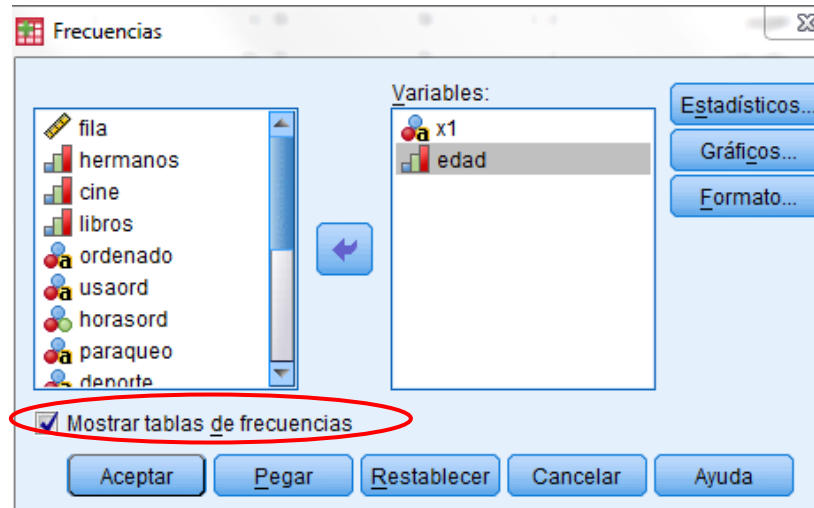 Frecuencias
Variables:
fila
hermanos
cine
libros
ordenado
usaord
horasord
paraqueo
deporte
x1
edad
Estadísticos...
Gráficos...
Formato...
Mostrar tablas de frecuencias
Aceptar
Pegar
Restablecer
Cancelar
Ayuda